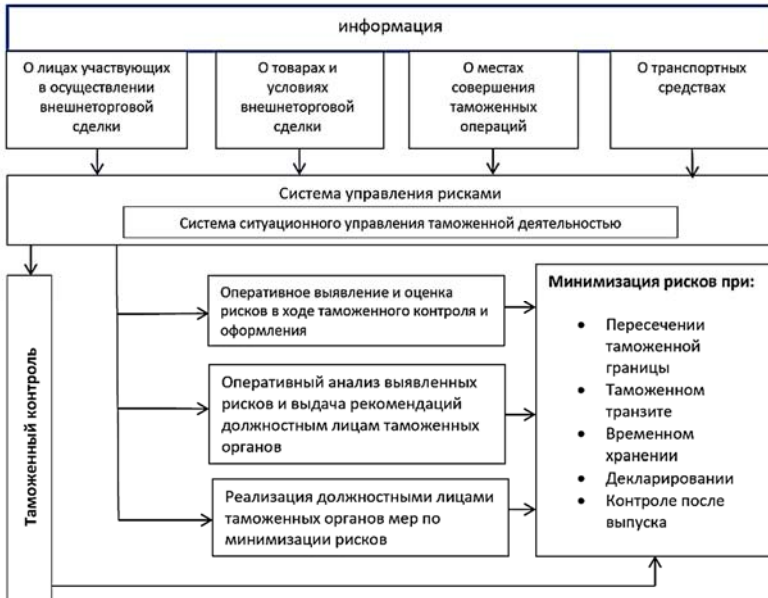 информация
О лицах участвующих
в осуществлении
внешнеторговой
сделки
О товарах и
условиях
внешнеторговой
сделки
О местах
совершения
таможенных
операций
О транспортных
средствах
Система управления рисками
Система ситуационного управления таможенной деятельностью
Таможенный контроль
Оперативное выявление и оценка
рисков в ходе таможенного контроля и
оформления
Оперативный анализ выявленных
рисков и выдача рекомендаций
должностным лицам таможенных
органов
Реализация должностными лицами
таможенных органов мер по
минимизации рисков
Минимизация рисков при:
• Пересечении
таможенной
границы
• Таможенном
транзите
• Временном
хранении
• Декларировании
• Контроле после
выпуска